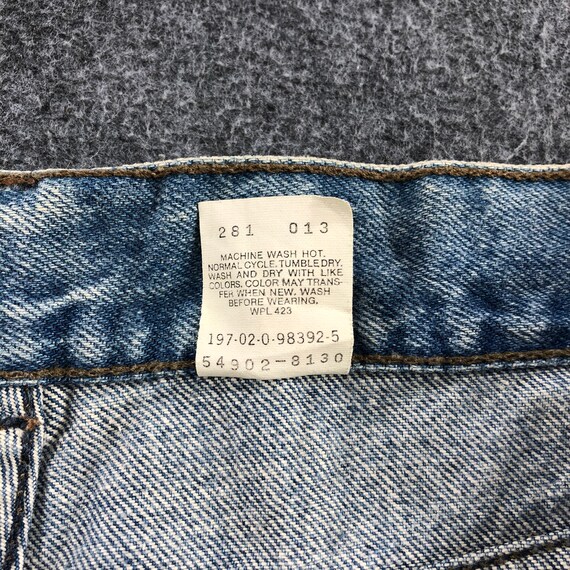 281 013
MACHINE WASH HOT.
NORMAL CYCLE. TUMBLE DRY.
WASH AND DRY WITH LIKE
COLORS. COLOR MAY TRANS-
FER WHEN NEW. WASH
BEFORE WEARING.
WPL 423
197-02-0-98392-5
54902-8130